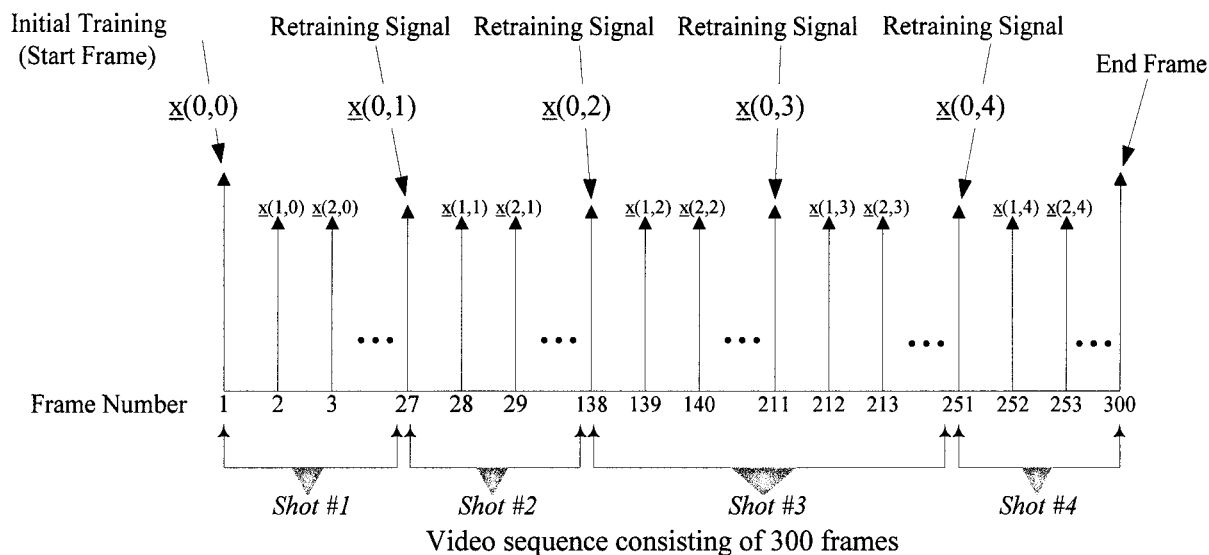 Initial Training
(Start Frame)
Retraining Signal
Retraining Signal
Retraining Signal
Retraining Signal
End Frame
x(0,0)
x(0,1)
x(0,2)
x(0,3)
x(0,4)
x(1,0) x(2,0)
x(1,1) x(2,1)
x(1,2) x(2,2)
x(1,3) x(2,3)
x(1,4) x(2,4)
Frame Number 1 2 3 27 28 29 138 139 140 211 212 213 251 252 253 300
Shot #1
Shot #2
Shot #3
Shot #4
Video sequence consisting of 300 frames